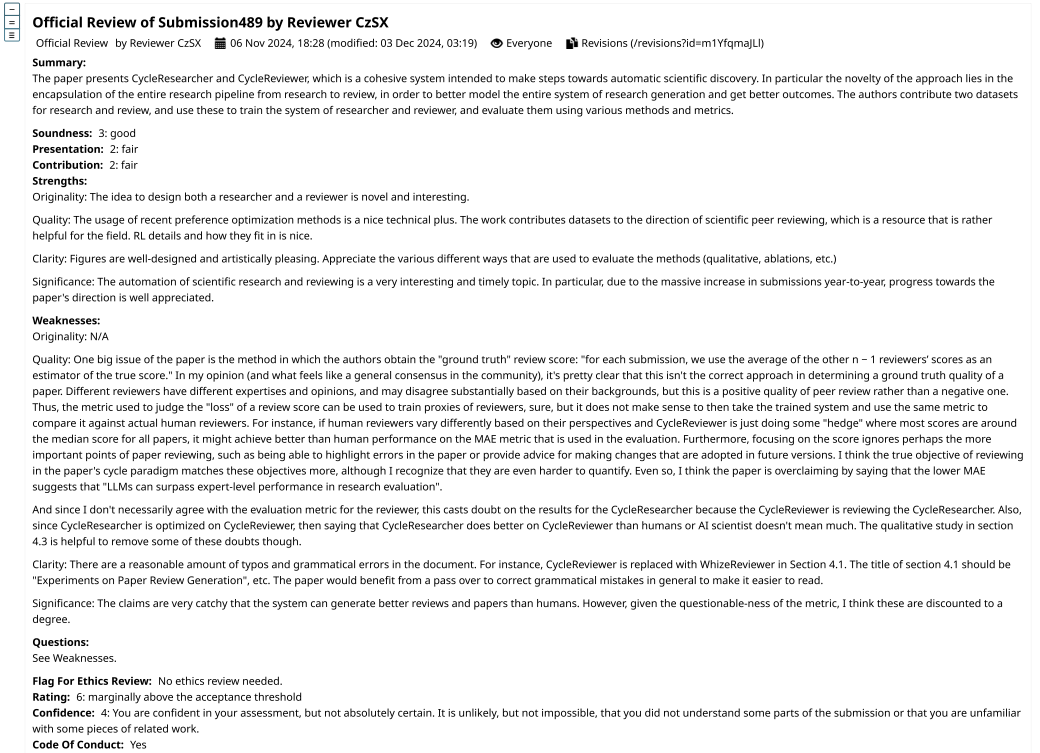 Official Review of Submission489 by Reviewer CzSX
Official Review by Reviewer CzSX 06 Nov 2024, 18:28 (modified: 03 Dec 2024, 03:19) Everyone Revisions (/revisions?id=m1YfqmaJLl)
Summary:
The paper presents CycleResearcher and CycleReviewer, which is a cohesive system intended to make steps towards automatic scientific discovery. In particular the novelty of the approach lies in the
encapsulation of the entire research pipeline from research to review, in order to better model the entire system of research generation and get better outcomes. The authors contribute two datasets
for research and review, and use these to train the system of researcher and reviewer, and evaluate them using various methods and metrics.
Soundness: 3: good
Presentation: 2: fair
Contribution: 2: fair
Strengths:
Originality: The idea to design both a researcher and a reviewer is novel and interesting.
Quality: The usage of recent preference optimization methods is a nice technical plus. The work contributes datasets to the direction of scientific peer reviewing, which is a resource that is rather
helpful for the field. RL details and how they fit in is nice.
Clarity: Figures are well-designed and artistically pleasing. Appreciate the various different ways that are used to evaluate the methods (qualitative, ablations, etc.)
Significance: The automation of scientific research and reviewing is a very interesting and timely topic. In particular, due to the massive increase in submissions year-to-year, progress towards the
paper's direction is well appreciated.
Weaknesses:
Originality: N/A
Quality: One big issue of the paper is the method in which the authors obtain the "ground truth" review score: "for each submission, we use the average of the other n − 1 reviewers’ scores as an
estimator of the true score." In my opinion (and what feels like a general consensus in the community), it's pretty clear that this isn't the correct approach in determining a ground truth quality of a
paper. Different reviewers have different expertises and opinions, and may disagree substantially based on their backgrounds, but this is a positive quality of peer review rather than a negative one.
Thus, the metric used to judge the "loss" of a review score can be used to train proxies of reviewers, sure, but it does not make sense to then take the trained system and use the same metric to
compare it against actual human reviewers. For instance, if human reviewers vary differently based on their perspectives and CycleReviewer is just doing some "hedge" where most scores are around
the median score for all papers, it might achieve better than human performance on the MAE metric that is used in the evaluation. Furthermore, focusing on the score ignores perhaps the more
important points of paper reviewing, such as being able to highlight errors in the paper or provide advice for making changes that are adopted in future versions. I think the true objective of reviewing
in the paper's cycle paradigm matches these objectives more, although I recognize that they are even harder to quantify. Even so, I think the paper is overclaiming by saying that the lower MAE
suggests that "LLMs can surpass expert-level performance in research evaluation".
And since I don't necessarily agree with the evaluation metric for the reviewer, this casts doubt on the results for the CycleResearcher because the CycleReviewer is reviewing the CycleResearcher. Also,
since CycleResearcher is optimized on CycleReviewer, then saying that CycleResearcher does better on CycleReviewer than humans or AI scientist doesn't mean much. The qualitative study in section
4.3 is helpful to remove some of these doubts though.
Clarity: There are a reasonable amount of typos and grammatical errors in the document. For instance, CycleReviewer is replaced with WhizReviewer in Section 4.1. The title of section 4.1 should be
"Experiments on Paper Review Generation", etc. The paper would benefit from a pass over to correct grammatical mistakes in general to make it easier to read.
Significance: The claims are very catchy that the system can generate better reviews and papers than humans. However, given the questionable-ness of the metric, I think these are discounted to a
degree.
Questions:
See Weaknesses.
Flag For Ethics Review: No ethics review needed.
Rating: 6: marginally above the acceptance threshold
Confidence: 4: You are confident in your assessment, but not absolutely certain. It is unlikely, but not impossible, that you did not understand some parts of the submission or that you are unfamiliar
with some pieces of related work.
Code Of Conduct: Yes